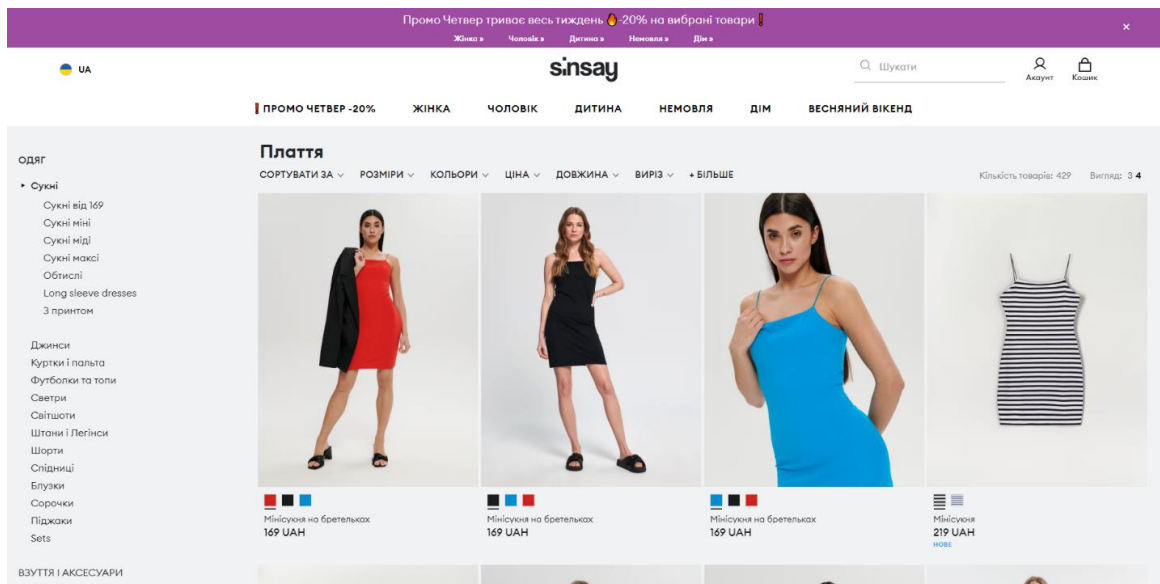 Промо Четвер триває весь тиждень 🔥-20% на вибрані товари❗
Жінка » Чоловік » Дитина » Немовля » Дім »
UA
sinsay
Шукати
Акаунт
Кошик
❗ПРОМО ЧЕТВЕР -20% ЖІНКА ЧОЛОВІК ДИТИНА НЕМОВЛЯ ДІМ ВЕСНЯНИЙ ВІКЕНД
ОДЯГ
Сукні
Сукні від 169
Сукні міні
Сукні міді
Сукні максі
Обтислі
Long sleeve dresses
З принтом
Джинси
Куртки і пальта
Футболки та топи
Светри
Світшоти
Штани і Легінси
Шорти
Спідниці
Блузки
Сорочки
Піджаки
Sets
ВЗУТТЯ І АКСЕСУАРИ
Плаття
СОРТУВАТИ ЗА РОЗМІРИ КОЛЬОРИ ЦІНА ДОВЖИНА ВИРІЗ + БІЛЬШЕ
Кількість товарів: 429 Вигляд: 3 4
Мінісукня на бретельках
169 UAH
Мінісукня на бретельках
169 UAH
Мінісукня на бретельках
169 UAH
Мінісукня
219 UAH
НОВЕ